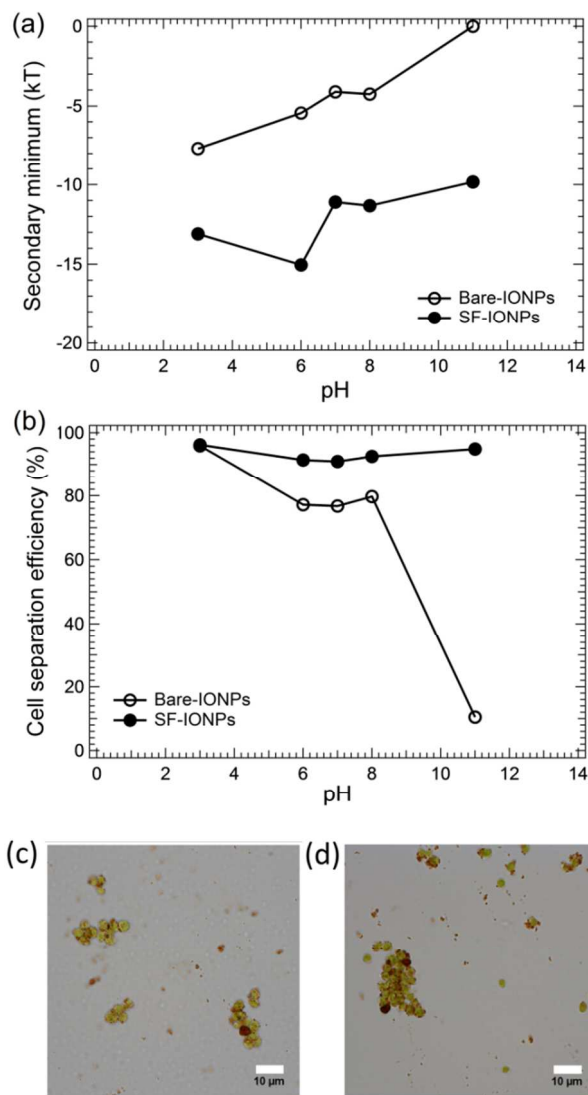 (a)
Secondary minimum (kT)
0
-5
-10
-15
-20
Bare-IONPs
SF-IONPs
0 2 4 6 8 10 12 14
pH
(b)
Cell separation efficiency (%)
100
80
60
40
20
0
Bare-IONPs
SF-IONPs
0 2 4 6 8 10 12 14
pH
(c)
10 µm
(d)
10 µm